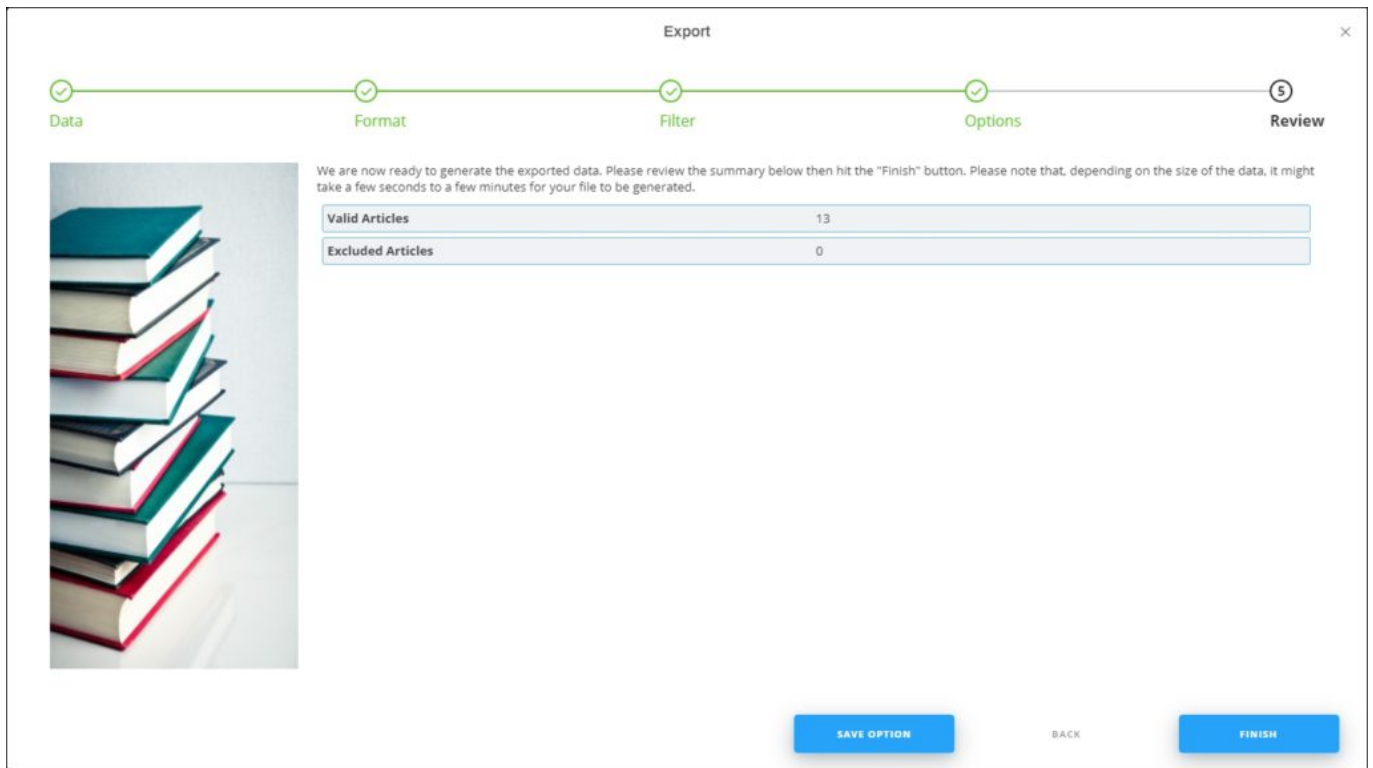 Export
5
Data
Format
Filter
Options
Review
We are now ready to generate the exported data. Please review the summary below then hit the "Finish" button. Please note that, depending on the size of the data, it might
take a few seconds to a few minutes for your file to be generated.
Valid Articles 13
Excluded Articles 0
SAVE OPTION
BACK
FINISH